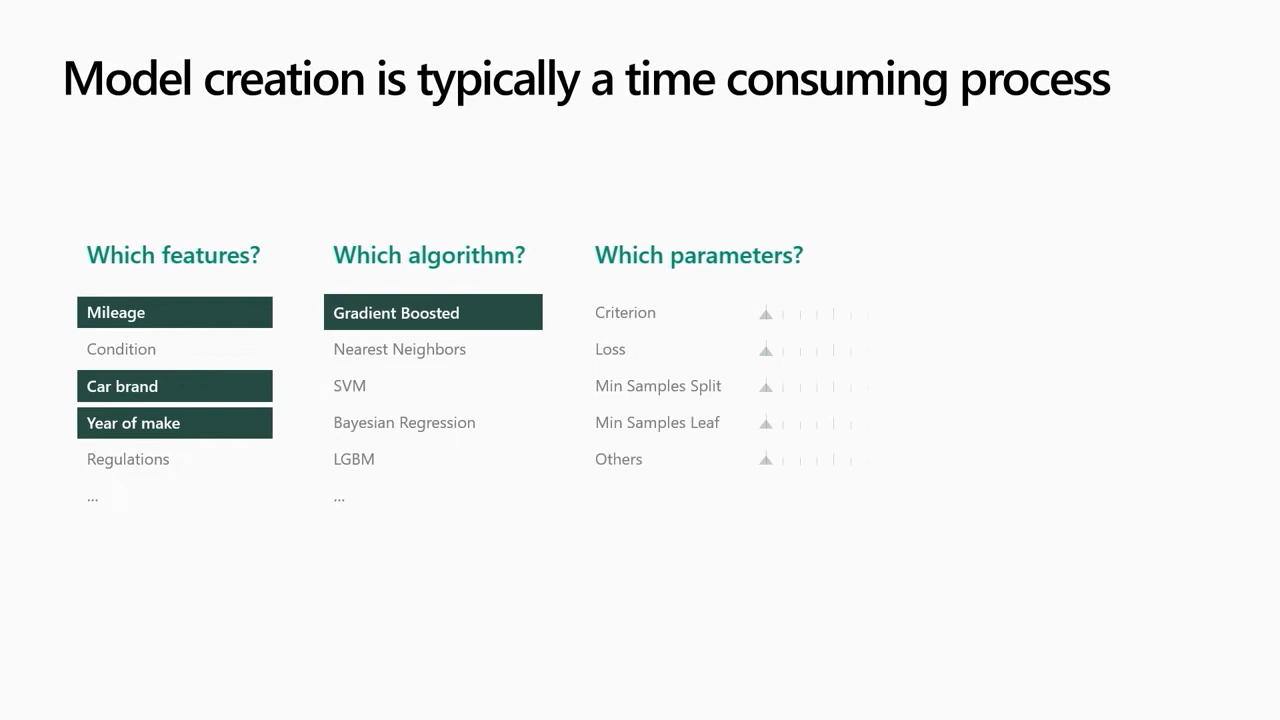 Model creation is typically a time consuming process
Which features?
Mileage
Condition
Car brand
Year of make
Regulations
...
Which algorithm?
Gradient Boosted
Nearest Neighbors
SVM
Bayesian Regression
LGBM
...
Which parameters?
Criterion
Loss
Min Samples Split
Min Samples Leaf
Others